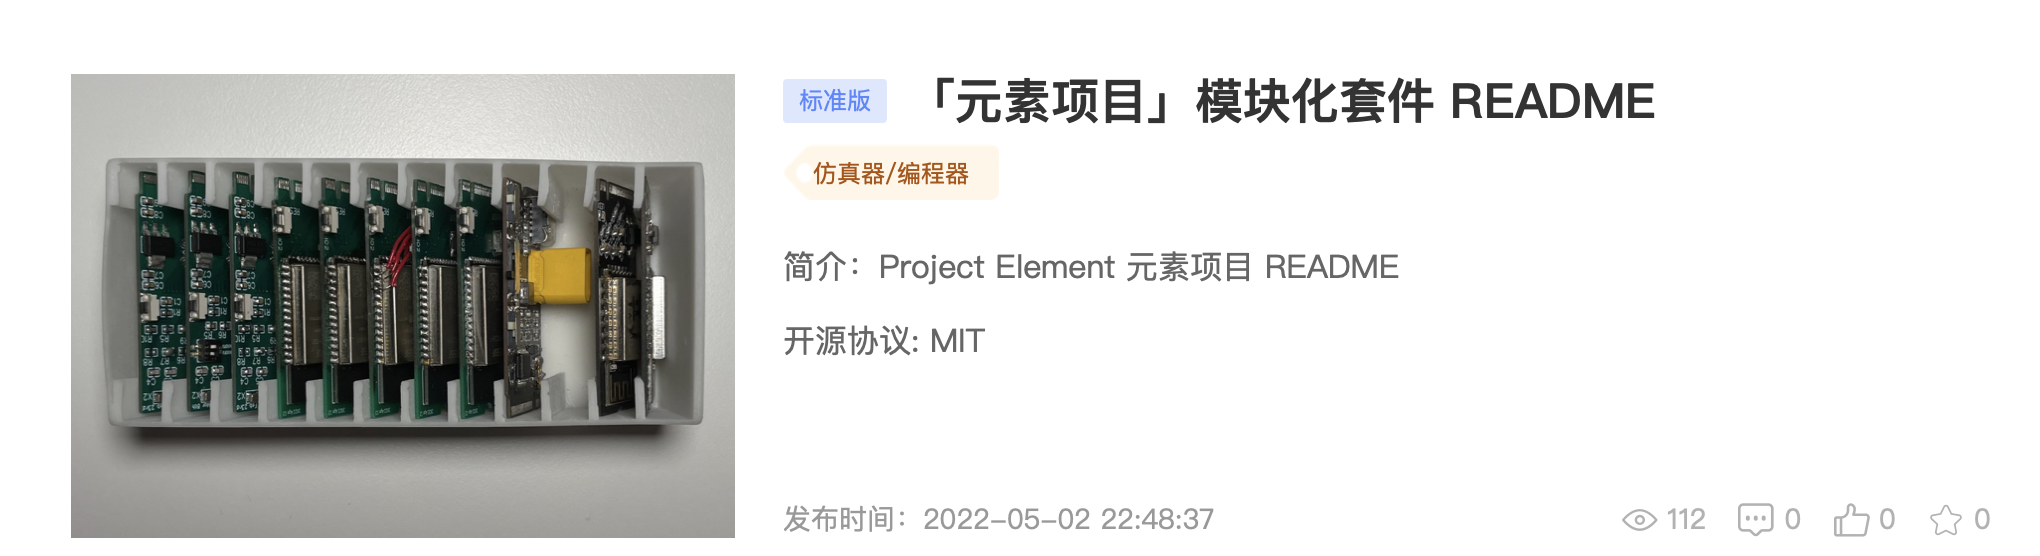 标准版 「元素项目」模块化套件 README
仿真器/编程器
简介：Project Element 元素项目 README
开源协议: MIT
发布时间：2022-05-02 22:48:37 112 0 0 0